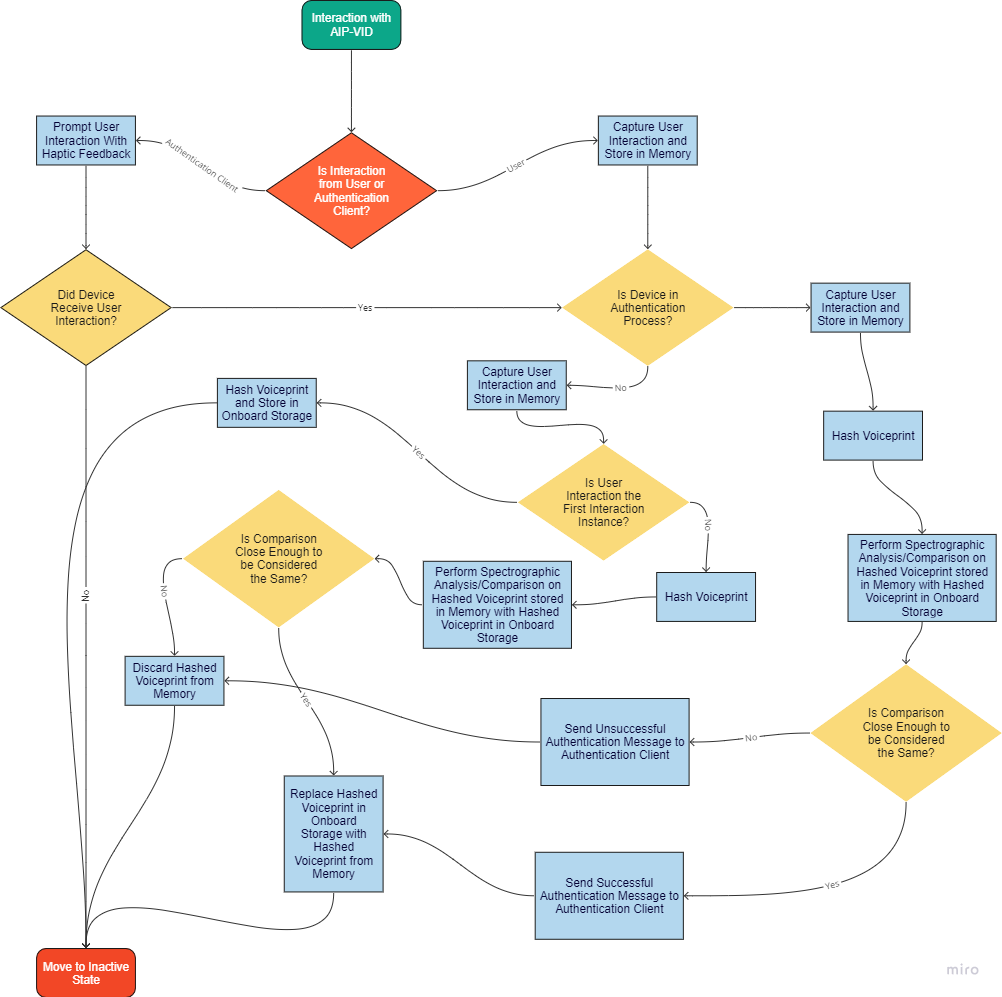 Interaction with
AIP-VID
Prompt User
Interaction With
Haptic Feedback
Authentication Client
Is Interaction
from User or
Authentication
Client?
User
Capture User
Interaction and
Store in Memory
Did Device
Receive User
Interaction?
Yes
Is Device in
Authentication
Process?
Capture User
Interaction and
Store in Memory
No
Capture User
Interaction and
Store in Memory
Hash Voiceprint
and Store in
Onboard Storage
Yes
Hash Voiceprint
Is User
Interaction the
First Interaction
Instance?
No
Is Comparison
Close Enough to
be Considered
the Same?
Perform Spectrographic
Analysis/Comparison on
Hashed Voiceprint stored
in Memory with Hashed
Voiceprint in Onboard
Storage
Hash Voiceprint
Perform Spectrographic
Analysis/Comparison on
Hashed Voiceprint stored
in Memory with Hashed
Voiceprint in Onboard
Storage
No
No
Discard Hashed
Voiceprint from
Memory
Yes
Send Unsuccessful
Authentication Message to
Authentication Client
No
Is Comparison
Close Enough to
be Considered
the Same?
Replace Hashed
Voiceprint in
Onboard
Storage with
Hashed
Voiceprint from
Memory
Send Successful
Authentication Message to
Authentication Client
Yes
Move to Inactive
State
miro